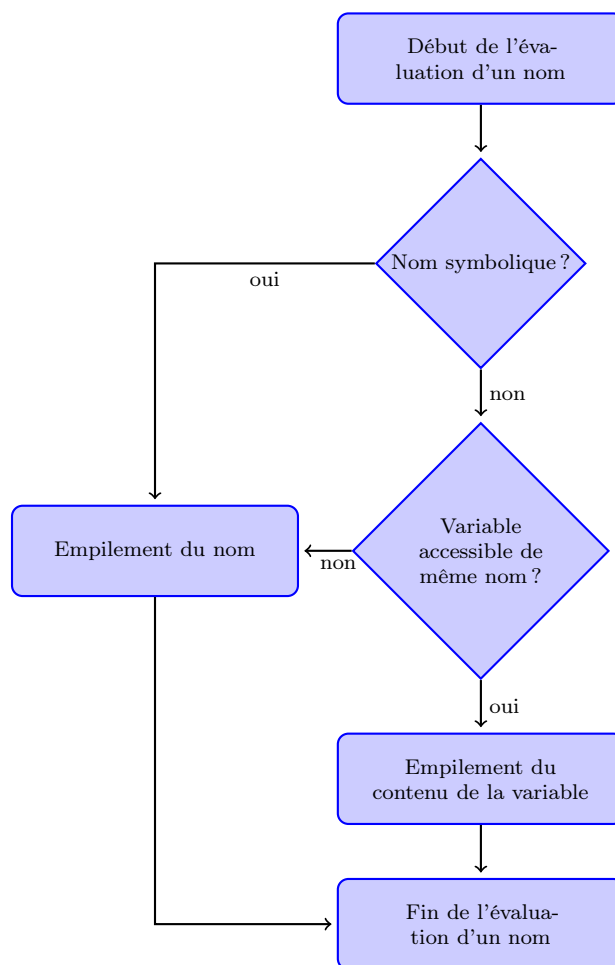 Début de l'éva-
luation d'un nom
Nom symbolique ?
oui
non
Variable
accessible de
même nom ?
Empilement du nom
non
oui
Empilement du
contenu de la variable
Fin de l'évalua-
tion d'un nom